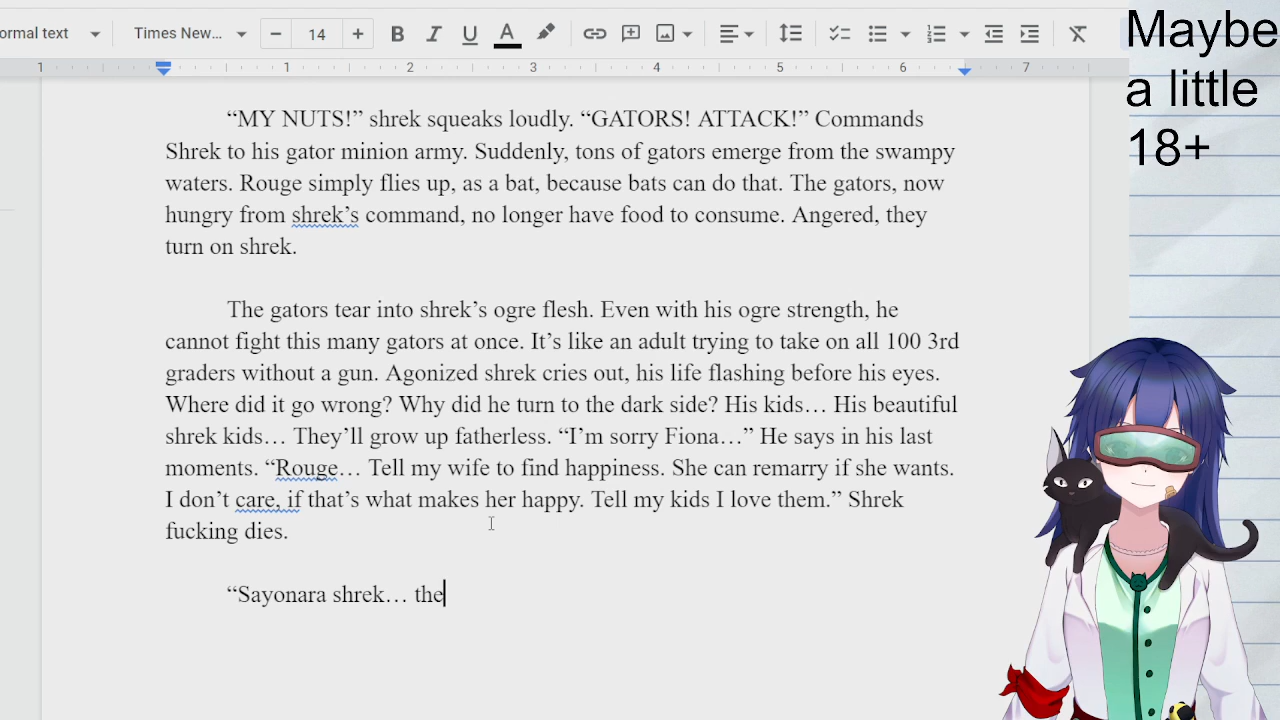 ormal text Times New... 14 B I U A
1 1 2 3 4 5 6 7
“MY NUTS!” shrek squeaks loudly. “GATORS! ATTACK!” Commands
Shrek to his gator minion army. Suddenly, tons of gators emerge from the swampy
waters. Rouge simply flies up, as a bat, because bats can do that. The gators, now
hungry from shrek’s command, no longer have food to consume. Angered, they
turn on shrek.
The gators tear into shrek’s ogre flesh. Even with his ogre strength, he
cannot fight this many gators at once. It’s like an adult trying to take on all 100 3rd
graders without a gun. Agonized shrek cries out, his life flashing before his eyes.
Where did it go wrong? Why did he turn to the dark side? His kids… His beautiful
shrek kids… They’ll grow up fatherless. “I’m sorry Fiona…” He says in his last
moments. “Rouge… Tell my wife to find happiness. She can remarry if she wants.
I don’t care, if that’s what makes her happy. Tell my kids I love them.” Shrek
fucking dies.
“Sayonara shrek… the
Maybe
a little
18+